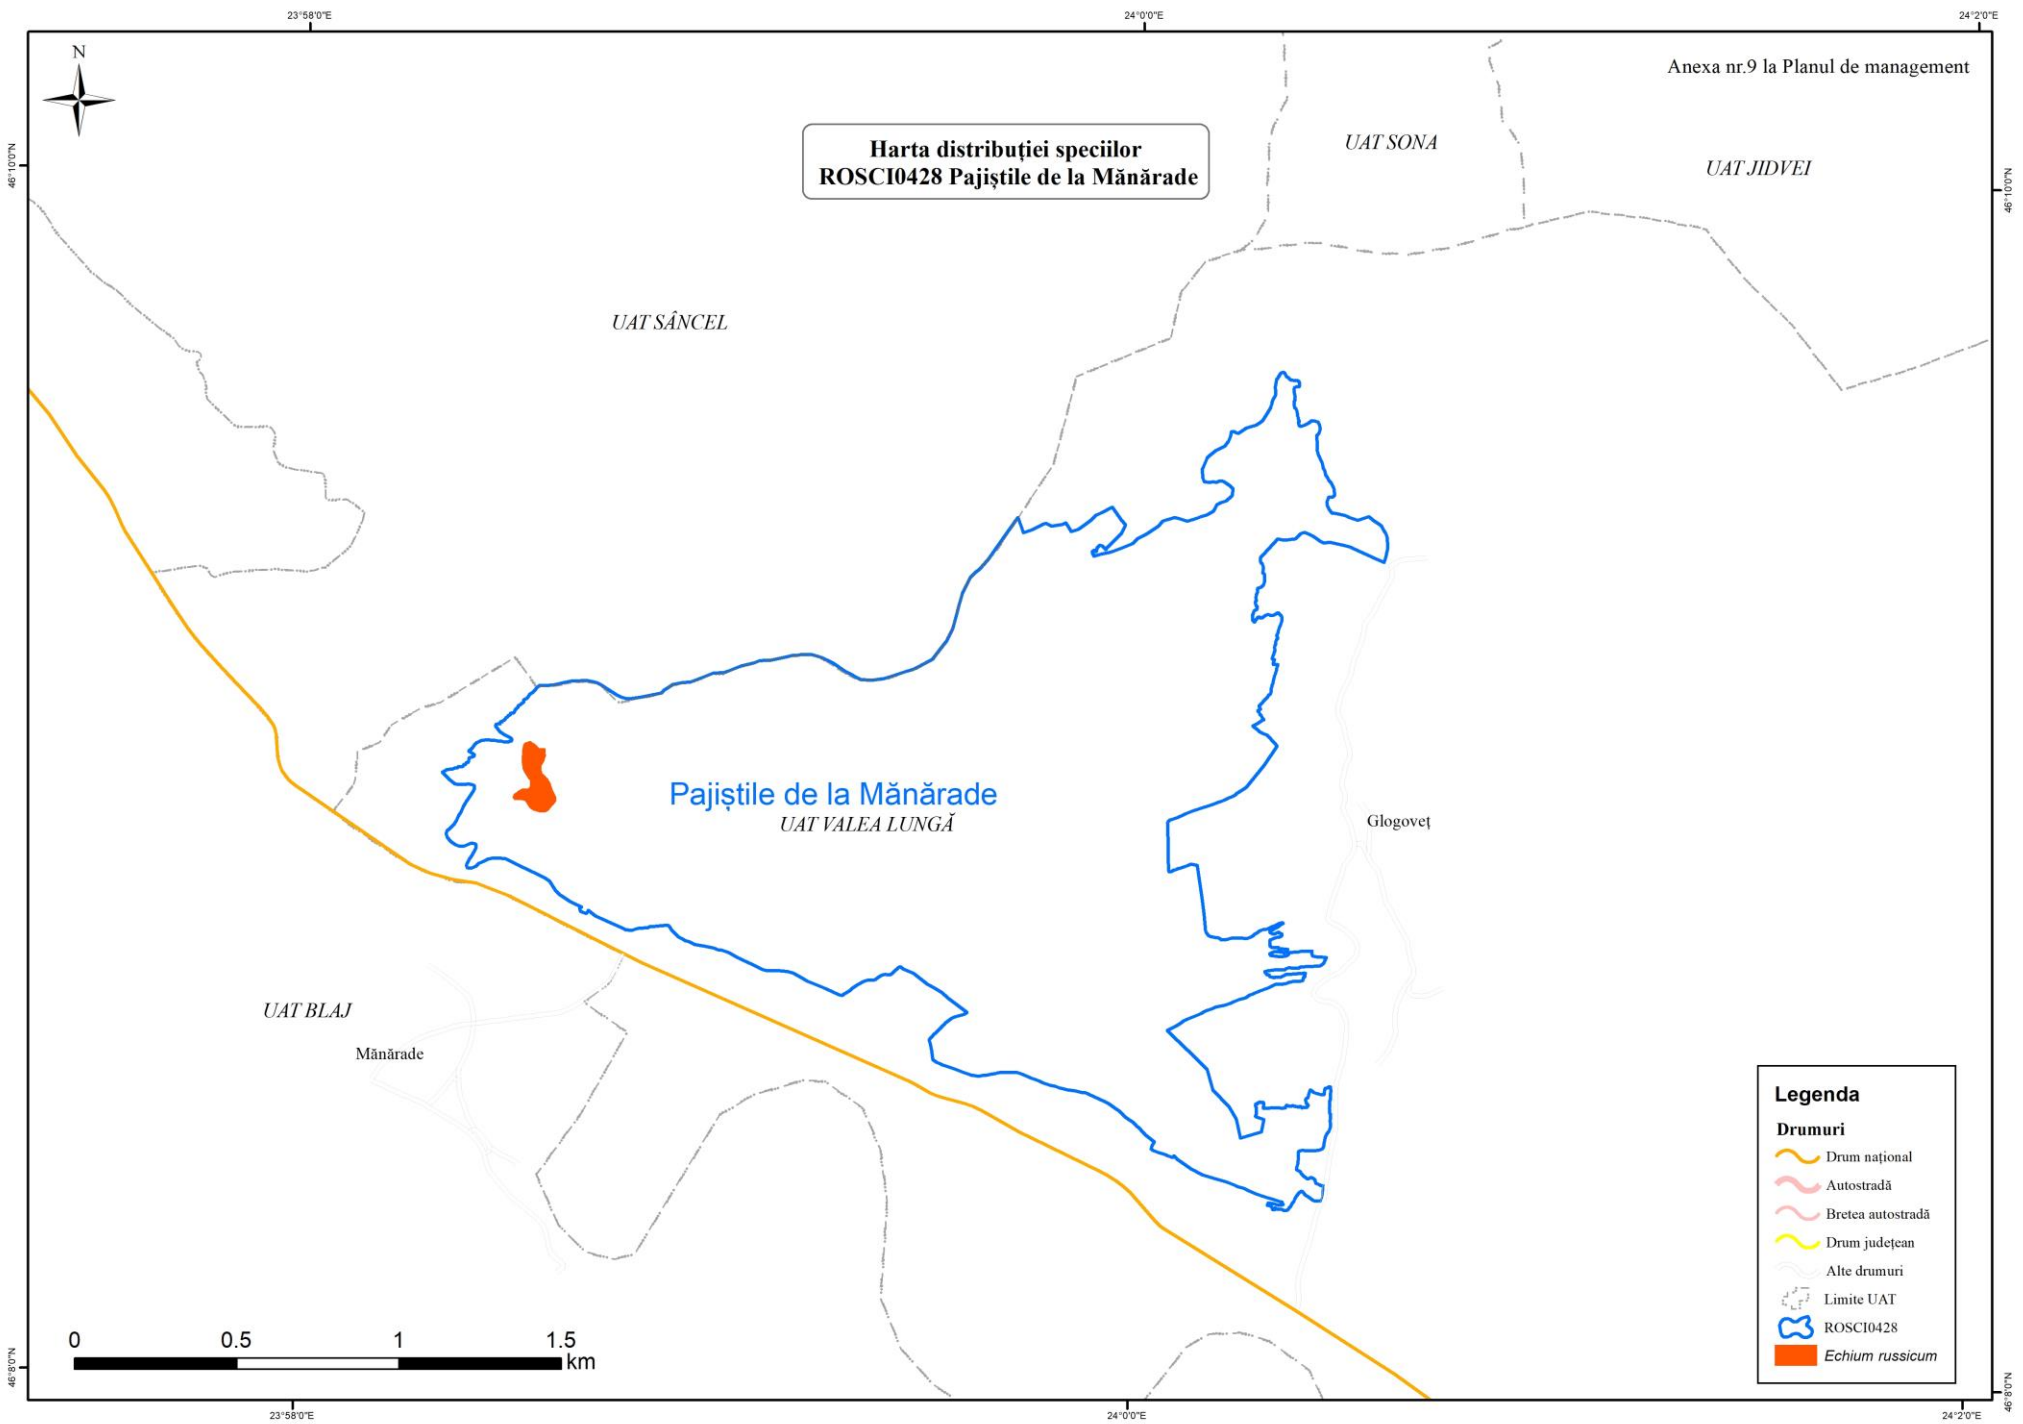 23°58'0"E
24°0'0"E
24°2'0"E
N
Anexa nr.9 la Planul de management
46°10'0"N
46°10'0"N
Harta distribuției speciilor
ROSCI0428 Pajiștile de la Mănărade
UAT SONA
UAT JIDVEI
UAT SÂNCEL
Pajiștile de la Mănărade
UAT VALEA LUNGĂ
Glogoveț
UAT BLAJ
Mănărade
Legenda
Drumuri
Drum național
Autostradă
Bretea autostradă
Drum județean
Alte drumuri
Limite UAT
ROSCI0428
Echium russicum
0 0.5 1 1.5
km
46°8'0"N
46°8'0"N
23°58'0"E
24°0'0"E
24°2'0"E